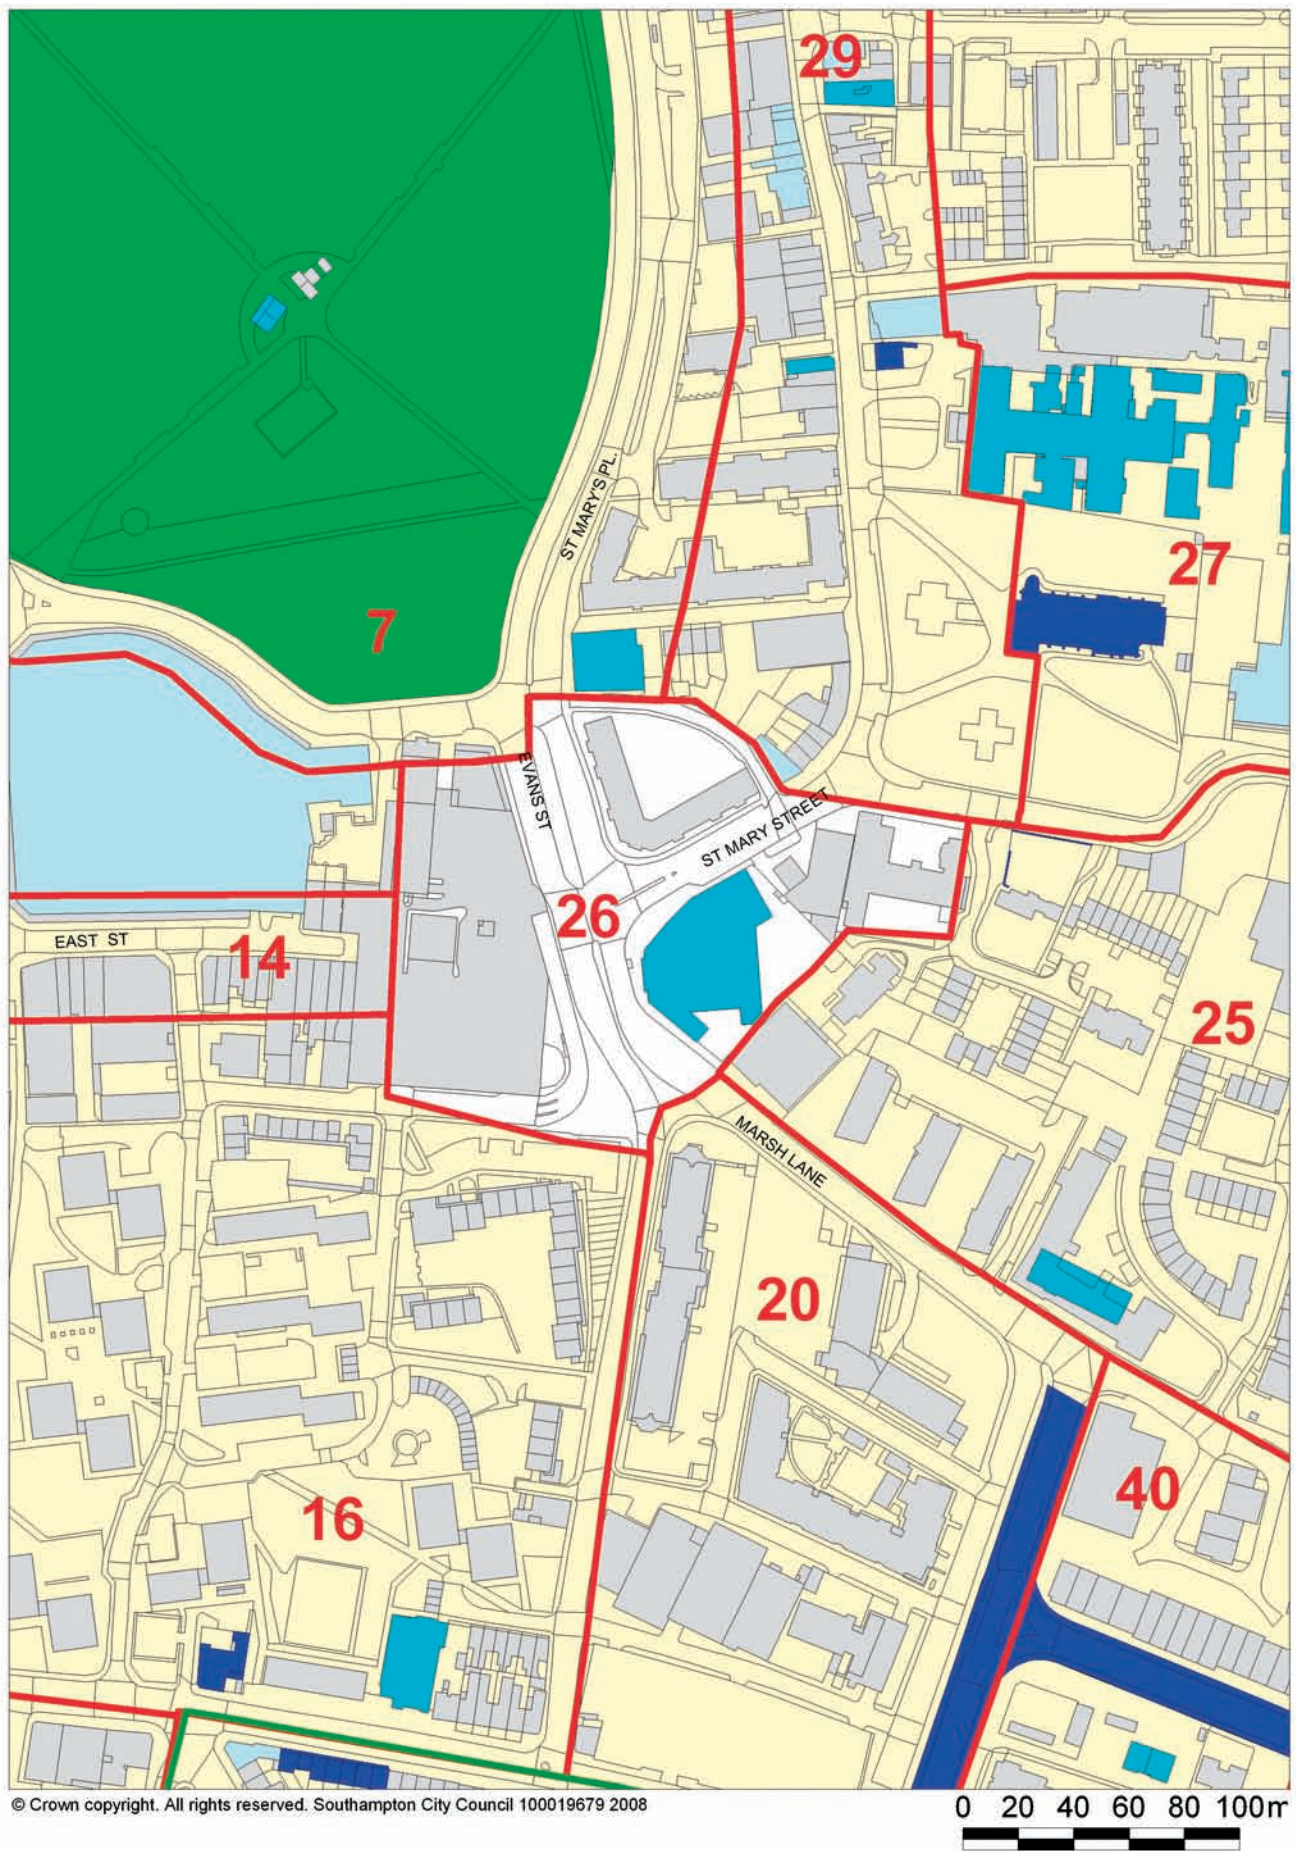 29
27
ST MARY'S PL.
7
EVANS ST
ST MARY STREET
26
EAST ST
14
25
MARSH LANE
20
40
16
© Crown copyright. All rights reserved. Southampton City Council 100019679 2008
0 20 40 60 80 100m